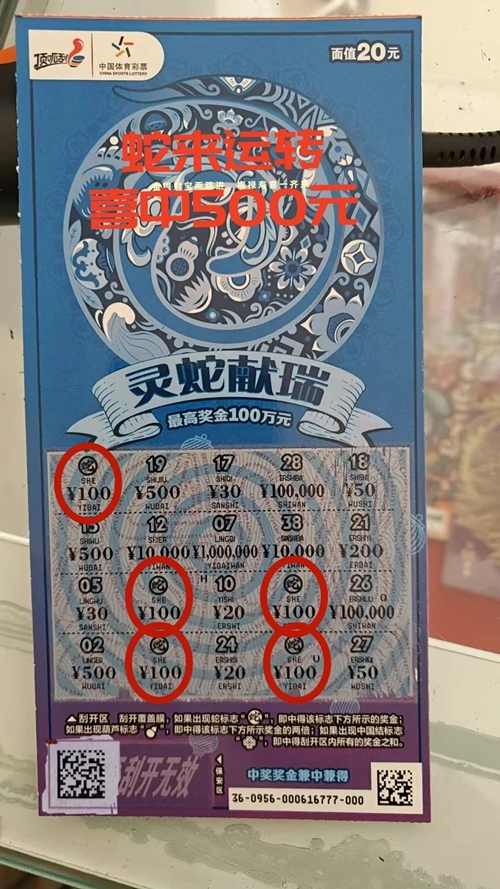 顶呱刮
中国体育彩票
CHINA SPORTS LOTTERY
面值20元
蛇来运转
喜中500元
灵蛇献瑞
最高奖金100万元
19 17 28 18
SHE SHIJIU SHIQI ERSHIBA SHIBA
¥100 ¥500 ¥30 ¥100,000 ¥50
YIBAI WUBAI SANSHI SHIWAN WUSHI
15 12 07 38 21
SHIWU SHIER LINGQI SANSHIBA ERSHIYI
¥500 ¥10,000 ¥1,000,000 ¥10,000 ¥200
WUBAI YIWAN YIWAN ERBAI
05 H 10 26
LINGWU SHE YISHI SHE ERSHILIU
¥30 ¥100 ¥20 ¥100 ¥100,000
SANSHI ERSHI SHIWAN
02 24 27
LINGER SHE ERSHISI SHE U ERSHIQI
¥500 ¥100 ¥20 ¥100 ¥50
WUBAI YIBAI ERSHI YIBAI WUSHI
刮开区 刮开覆盖膜,如果出现蛇标志“ ”,即中得该标志下方所示的奖金;
如果出现葫芦标志“ ”,即中得该标志下方所示奖金的两倍;如果出现中国结标志
“ ”,即中得刮开区内所有的奖金之和。
刮开无效
保安区
中奖奖金兼中兼得
36-0956-000616777-000